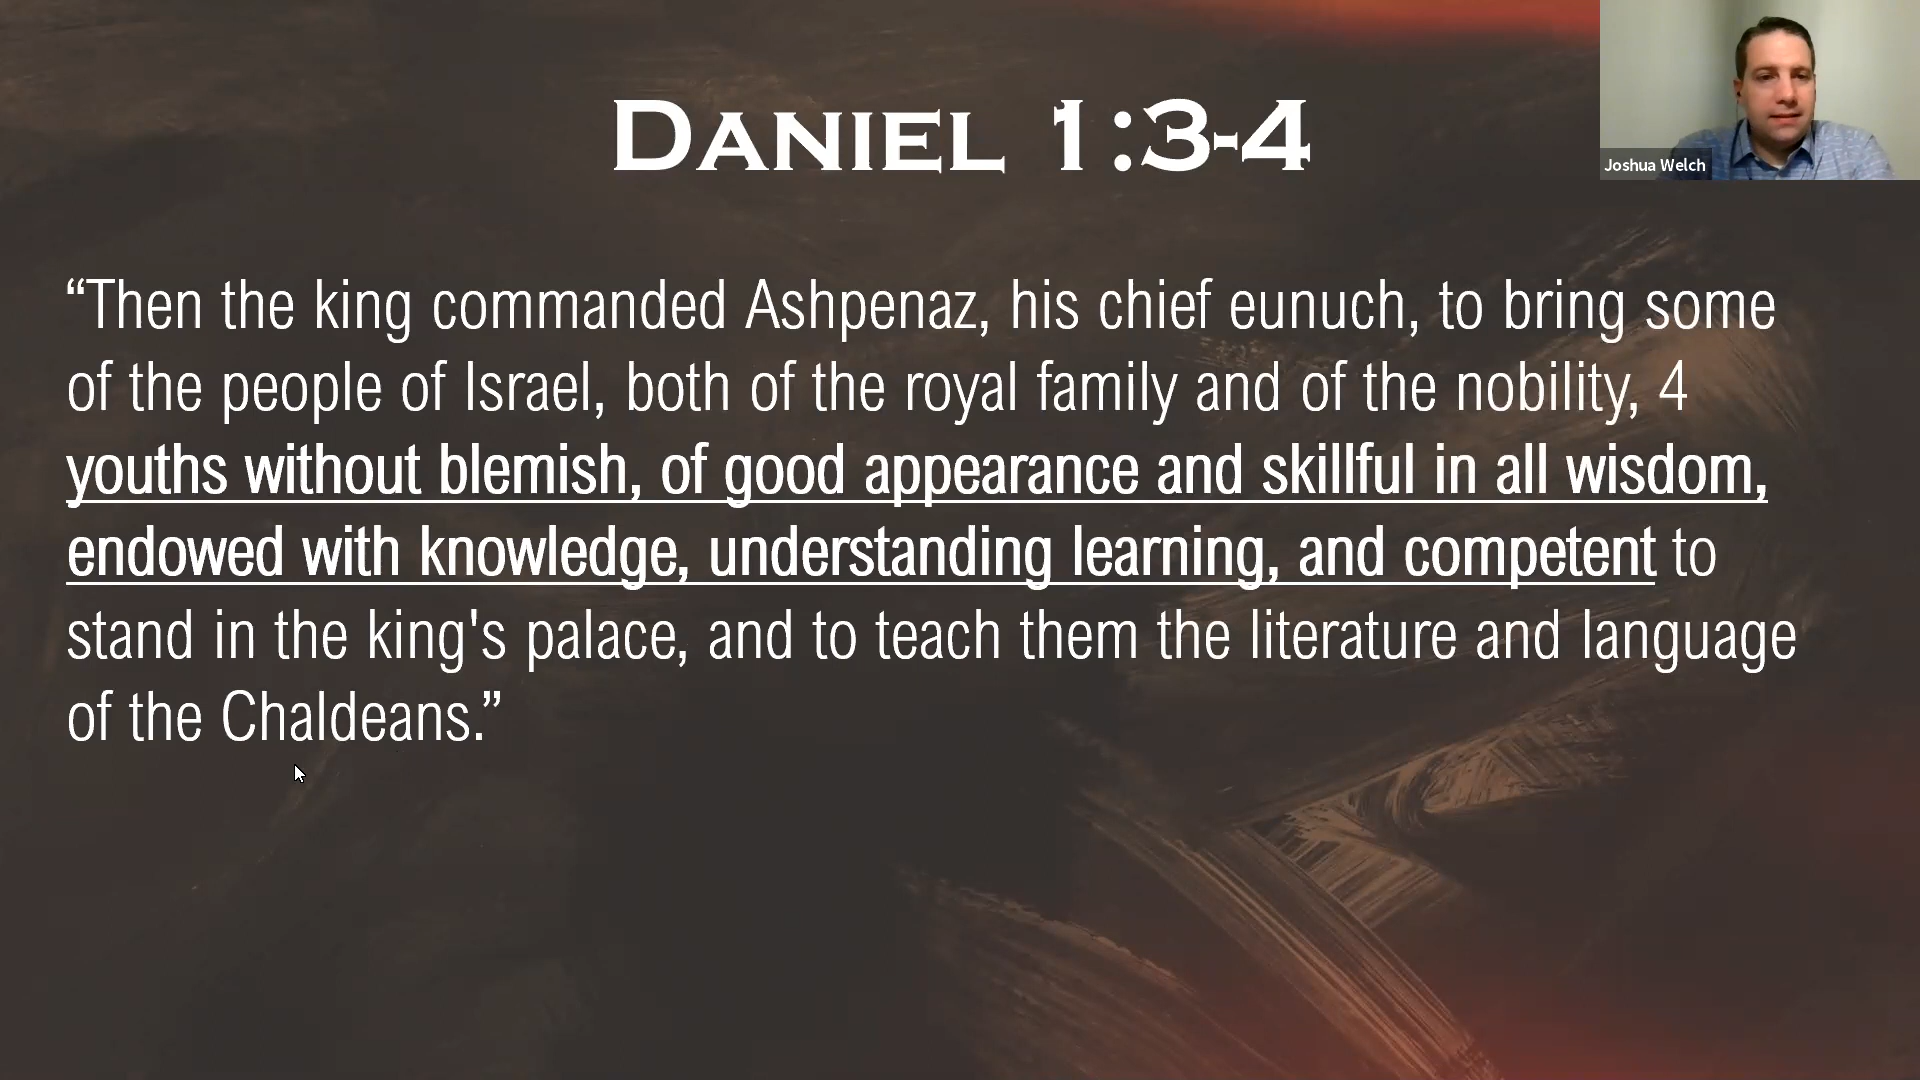 Daniel 1:3-4
Joshua Welch
“Then the king commanded Ashpenaz, his chief eunuch, to bring some
of the people of Israel, both of the royal family and of the nobility, 4
youths without blemish, of good appearance and skillful in all wisdom,
endowed with knowledge, understanding learning, and competent to
stand in the king's palace, and to teach them the literature and language
of the Chaldeans.”